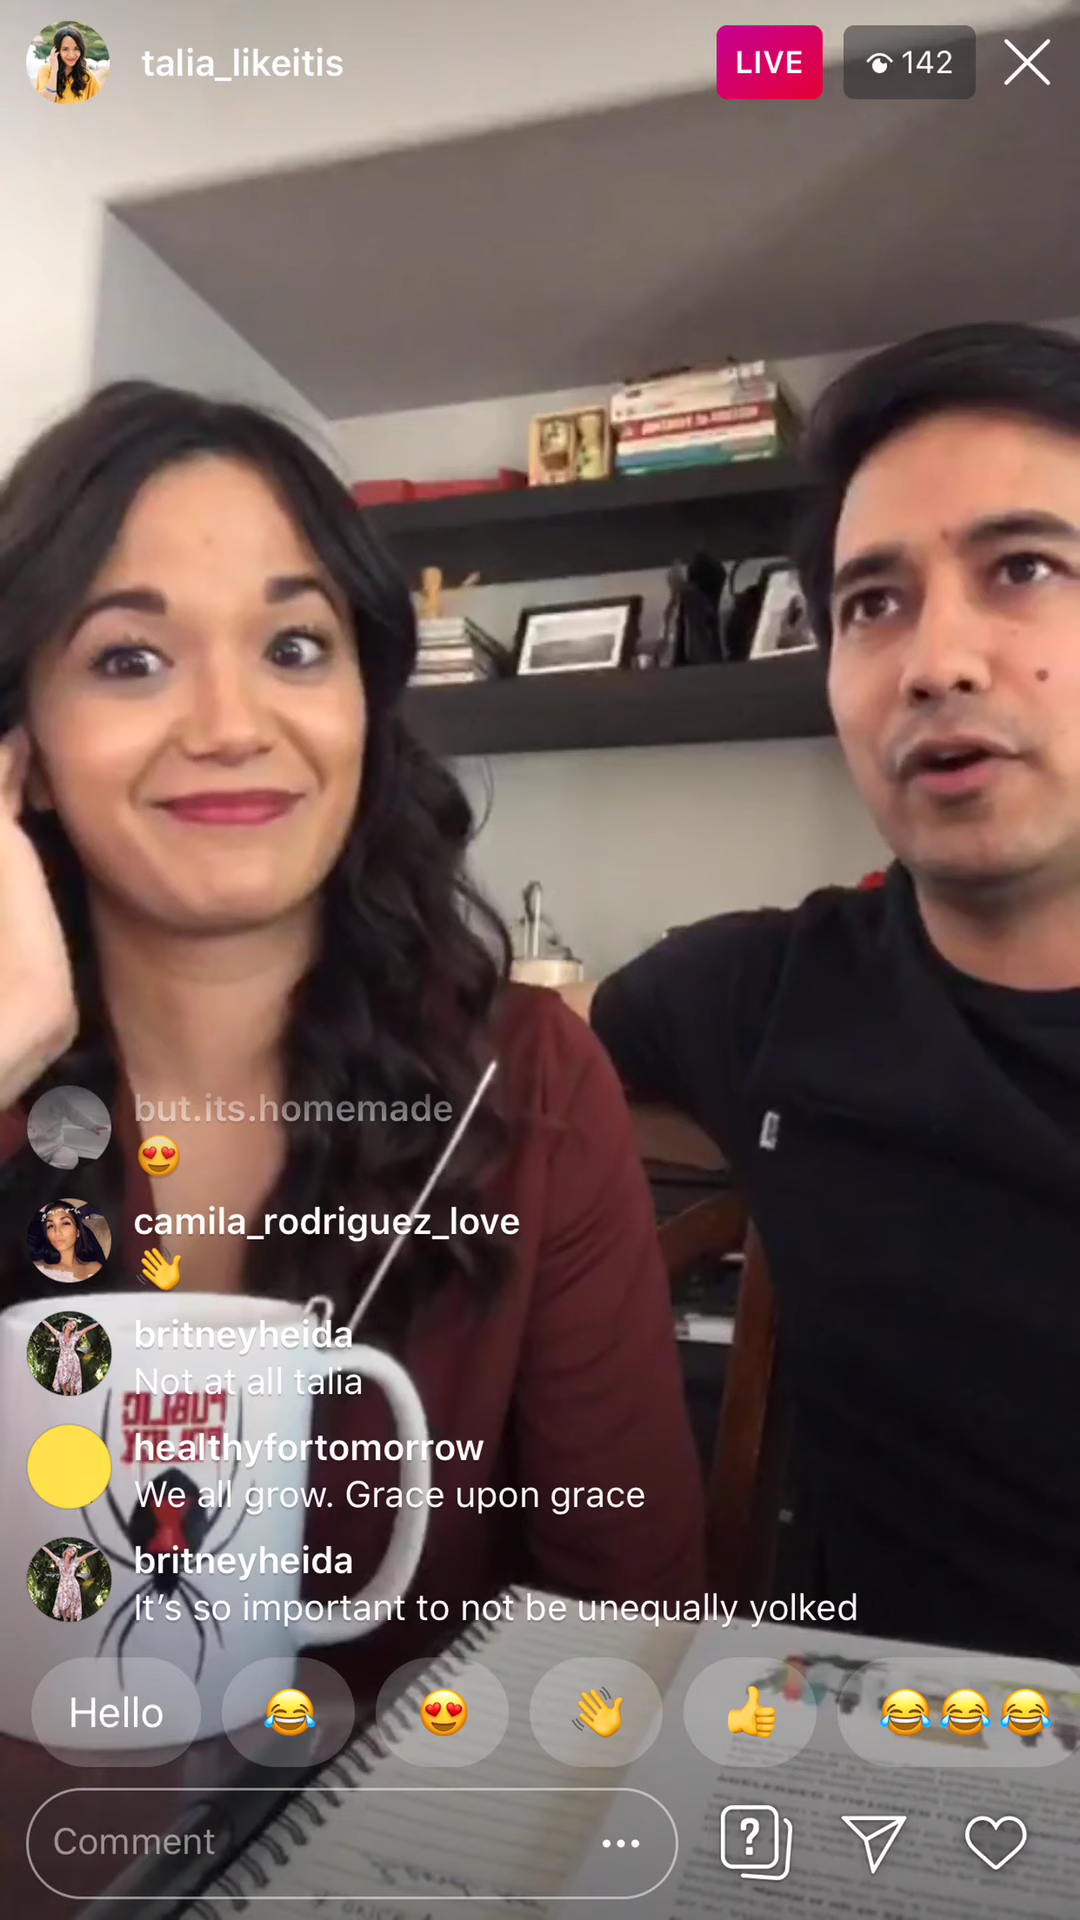 talia_likeitis
LIVE
142
but.its.homemade
😍
camila_rodriguez_love
👋
britneyheida
Not at all talia
PUBLIC
healthyfortomorrow
We all grow. Grace upon grace
britneyheida
It's so important to not be unequally yolked
Hello
😂
😍
👋
👍
😂😂😂
Comment
?